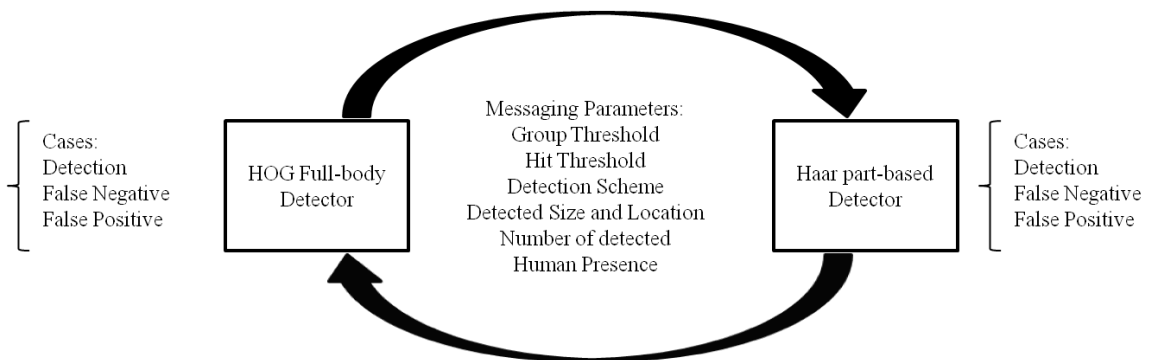 Cases:
Detection
False Negative
False Positive
HOG Full-body
Detector
Messaging Parameters:
Group Threshold
Hit Threshold
Detection Scheme
Detected Size and Location
Number of detected
Human Presence
Haar part-based
Detector
Cases:
Detection
False Negative
False Positive